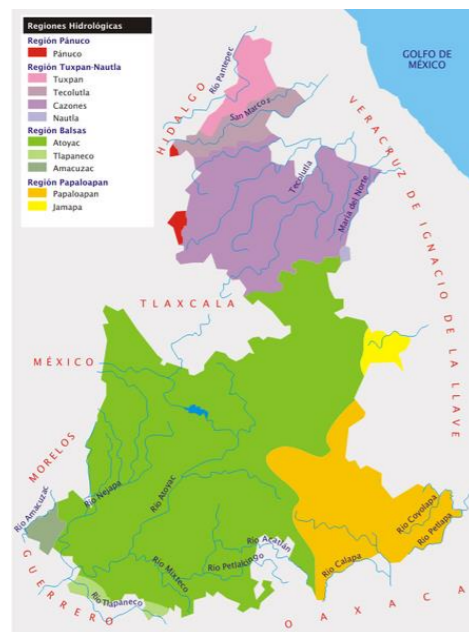 Regiones Hidrológicas
Región Pánuco
Pánuco
Región Tuxpan-Nautla
Tuxpan
Tecolutla
Cazones
Nautla
Región Balsas
Atoyac
Tlapaneco
Amacuzac
Región Papaloapan
Papaloapan
Jamapa
GOLFO DE
MÉXICO
HIDALGO
Río Pantepec
San Marcos
VERACRUZ DE IGNACIO DE LA LLAVE
Tecolutla
María del Norte
TLAXCALA
MÉXICO
MORELOS
Río Amacuzac
Río Nejapa
Río Atoyac
GUERRERO
Río Mixteco
Río Tlapaneco
Río Petlalcingo
Río Azatlán
Río Calapa
Río Coyolapa
Río Petlapa
OAXACA